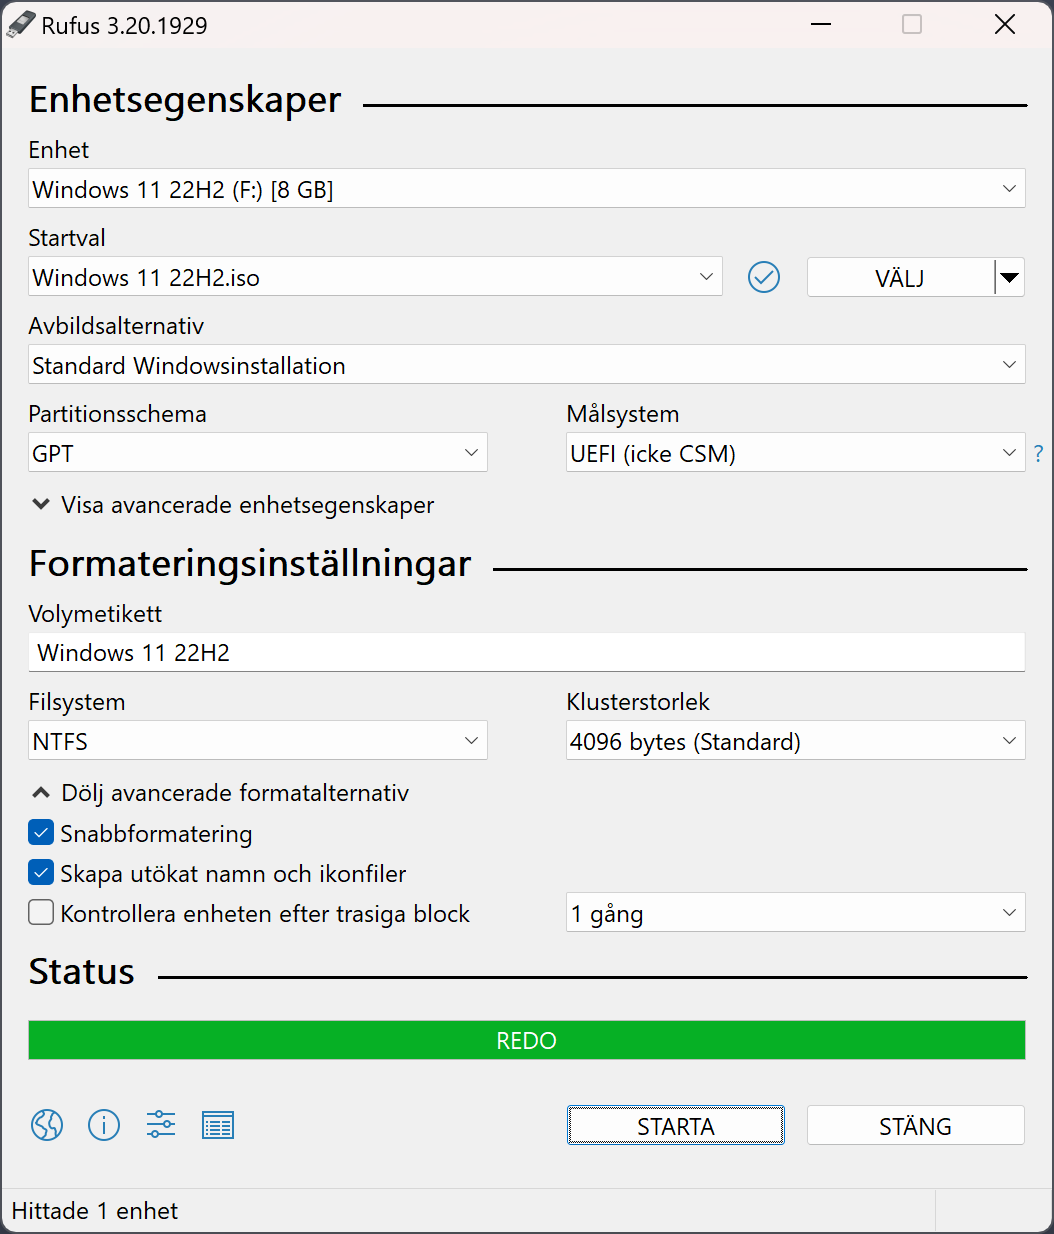 Rufus 3.20.1929
Enhetsegenskaper
Enhet
Windows 11 22H2 (F:) [8 GB]
Startval
Windows 11 22H2.iso
VÄLJ
Avbildsalternativ
Standard Windowsinstallation
Partitionsschema
Målsystem
GPT
UEFI (icke CSM)
?
Visa avancerade enhetsegenskaper
Formateringsinställningar
Volymetikett
Windows 11 22H2
Filsystem
Klusterstorlek
NTFS
4096 bytes (Standard)
Dölj avancerade formatalternativ
Snabbformatering
Skapa utökat namn och ikonfiler
Kontrollera enheten efter trasiga block
1 gång
Status
REDO
STARTA
STÄNG
Hittade 1 enhet